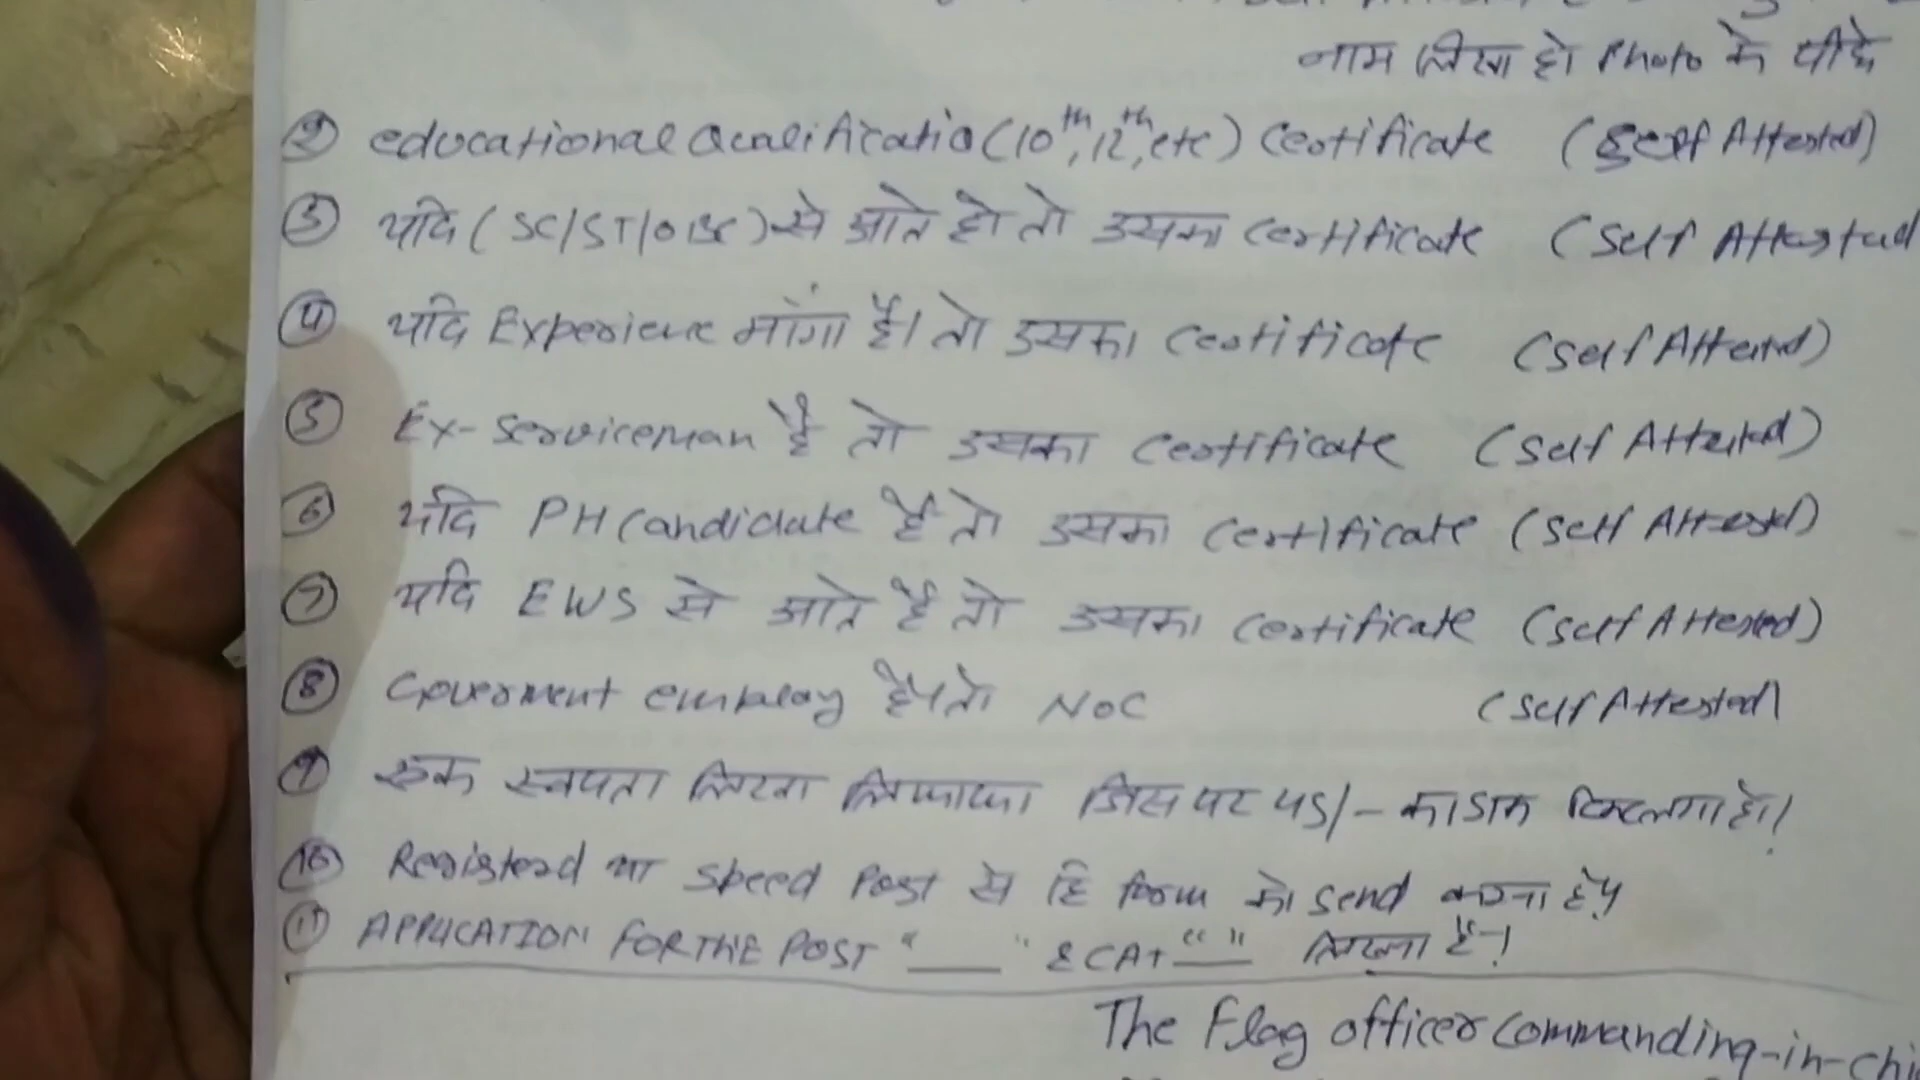 नाम लिखा हो Photo के पीछे
② educational Qualificatio (10th, 12th, etc) Certificate (Self Attested)
③ यदि (SC/ST/OBC) से आते हो तो उसका Certificate (Self Attested
④ यदि Experience माँगा है। तो उसका Certificate (Self Attested)
⑤ Ex-Serviceman है तो उसका Certificate (Self Attested)
⑥ यदि PH Candidate है तो उसका Certificate (Self Attested)
⑦ यदि EWS से आते है तो उसका Certificate (Self Attested)
⑧ Goverment employ है तो NOC (Self Attested)
⑨ एक स्वपता लिखा लिफाफा जिस पर 45/- का डाक टिकट लगा हो।
⑩ Registerd या Speed Post से हि form को send करना है।
⑪ APPLICATION FOR THE POST "___" & CAT "__" लिखना है।
The Flag officer Commanding-in-Chi